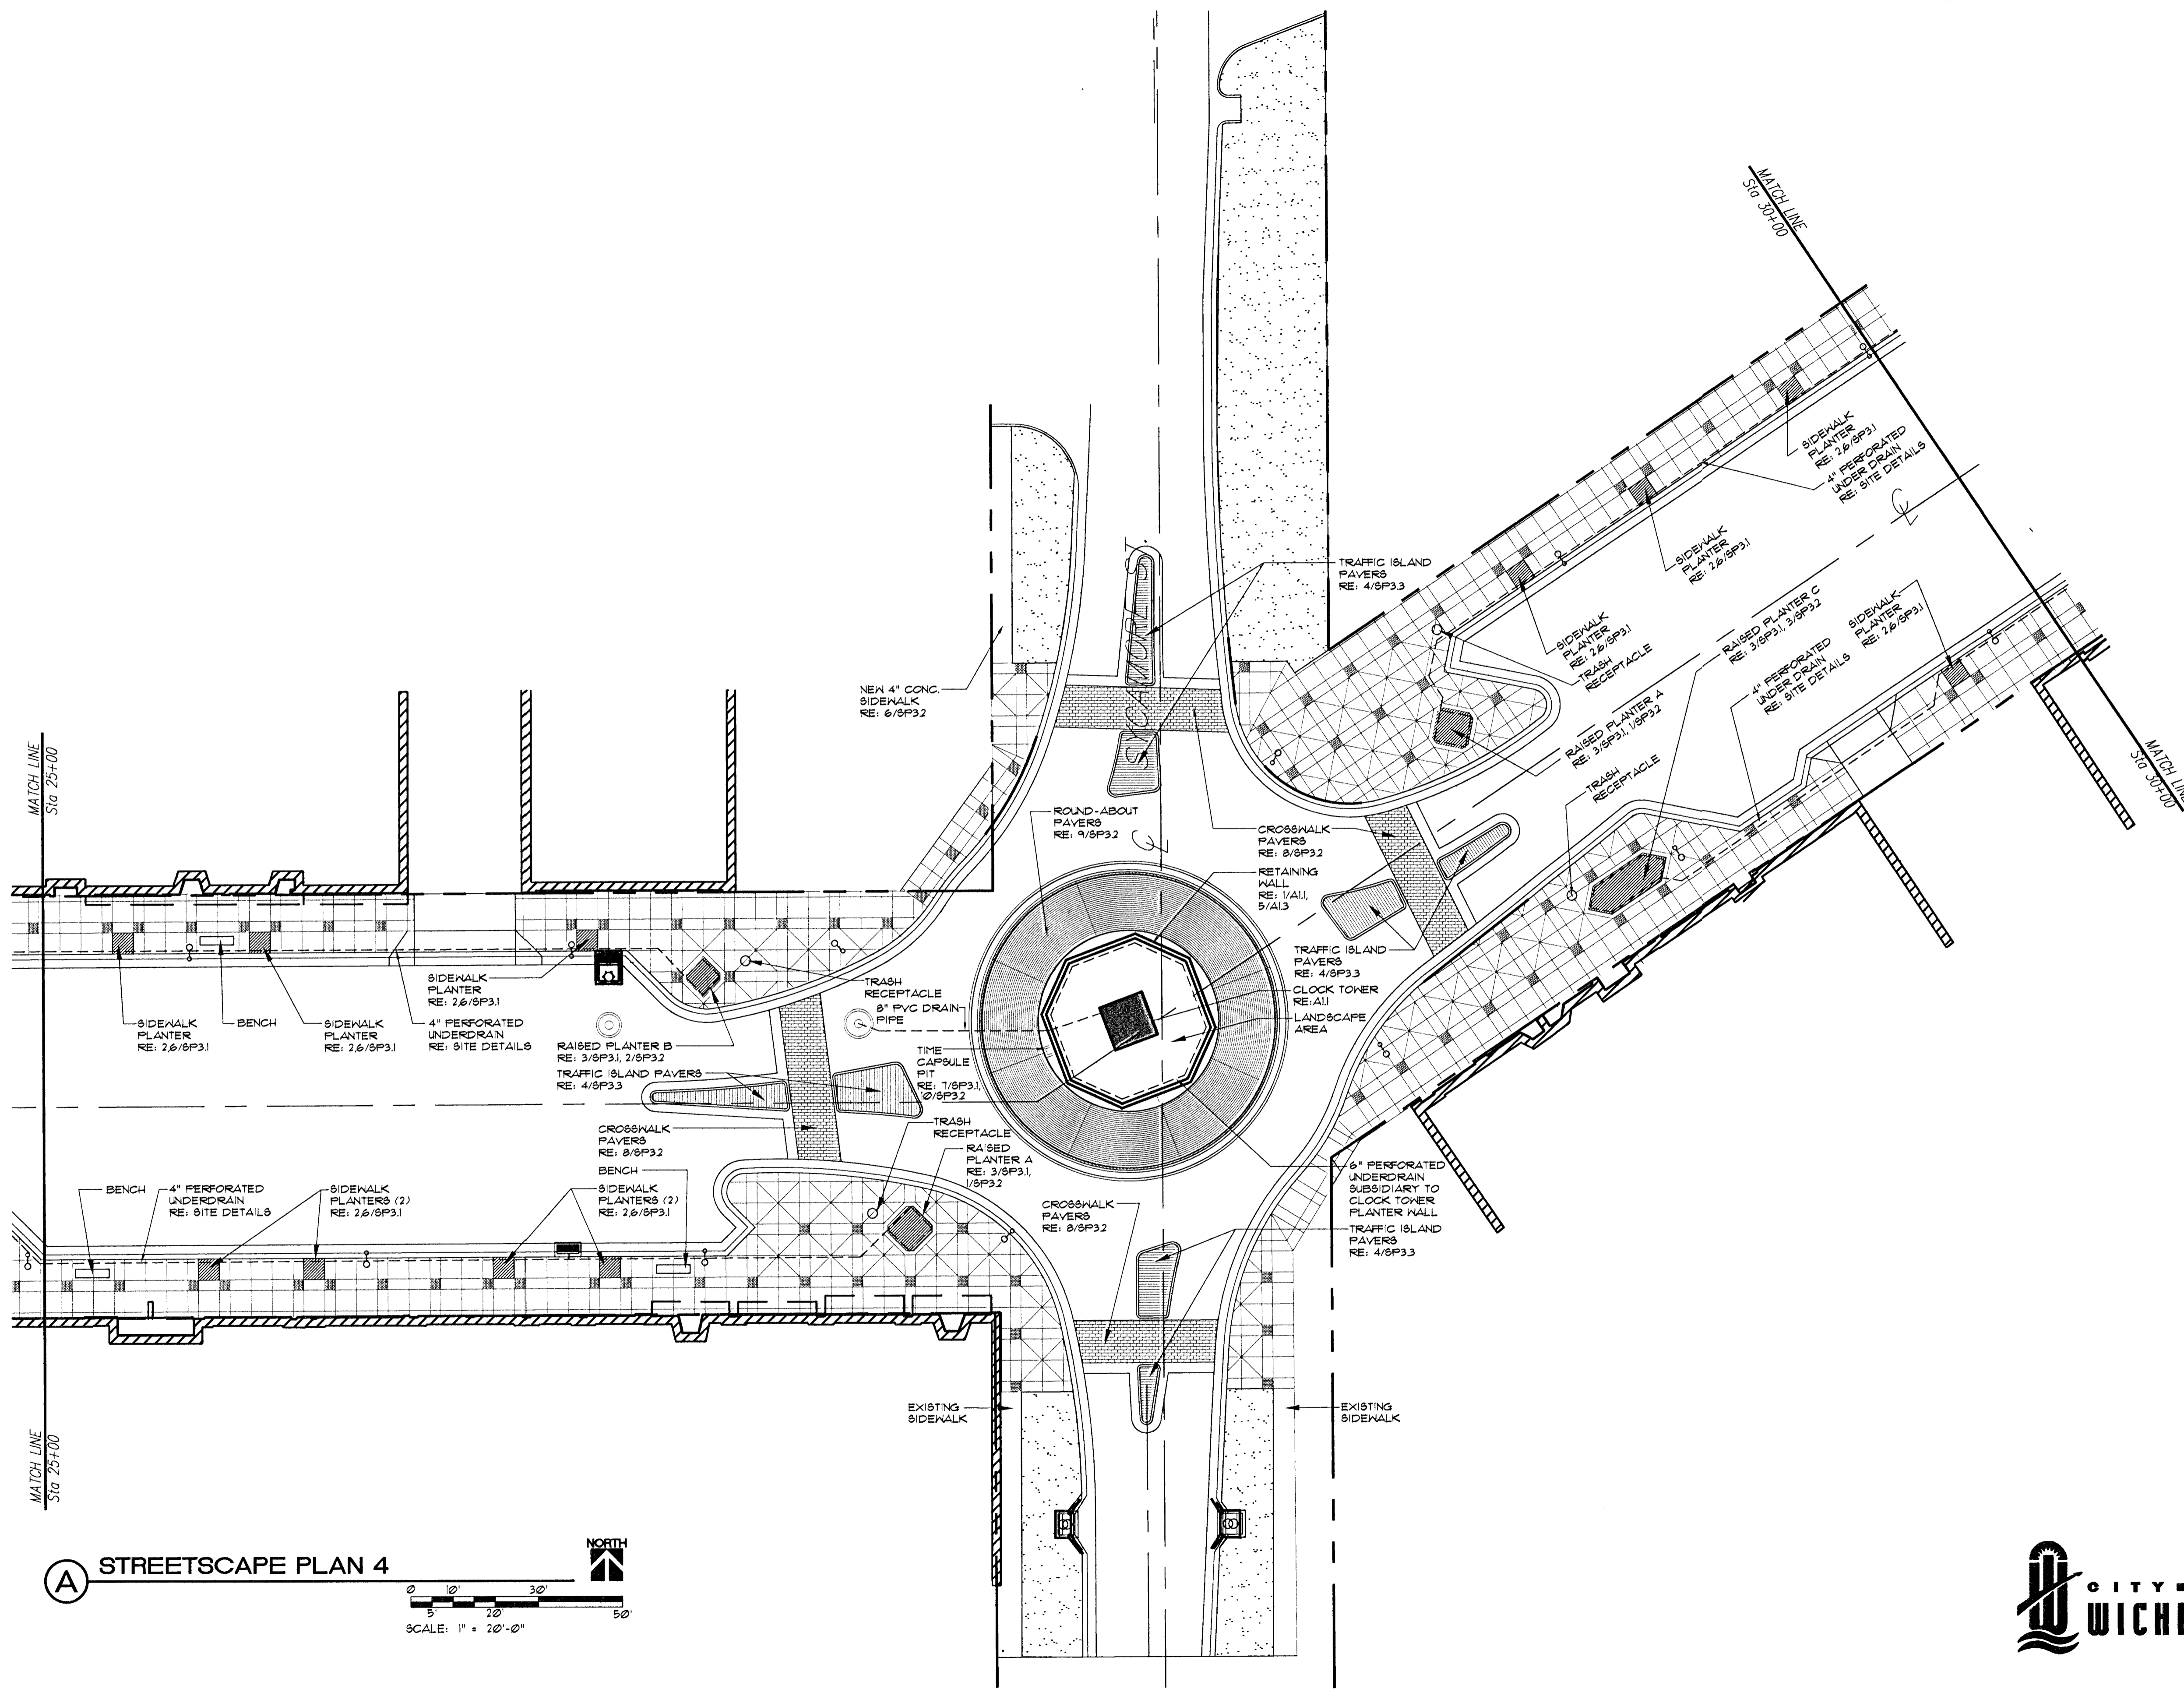 MATCH LINE
Sta 30+00
SIDEWALK
PLANTER
RE: 2,6/SP3.1
4" PERFORATED
UNDER DRAIN
RE: SITE DETAILS
SIDEWALK
PLANTER
RE: 2,6/SP3.1
TRAFFIC ISLAND
PAVERS
RE: 4/SP3.3
SYCAMORE ST.
SIDEWALK
PLANTER
RE: 2,6/SP3.1
TRASH
RECEPTACLE
RAISED PLANTER C
RE: 3/SP3.1, 3/SP3.2
SIDEWALK
PLANTER
RE: 2,6/SP3.1
4" PERFORATED
UNDER DRAIN
RE: SITE DETAILS
RAISED PLANTER A
RE: 3/SP3.1, 1/SP3.2
TRASH
RECEPTACLE
MATCH LINE
Sta 30+00
NEW 4" CONC.
SIDEWALK
RE: 6/SP3.2
MATCH LINE
Sta 25+00
ROUND-ABOUT
PAVERS
RE: 9/SP3.2
CROSSWALK
PAVERS
RE: 8/SP3.2
RETAINING
WALL
RE: 1/A1.1,
5/A1.3
TRAFFIC ISLAND
PAVERS
RE: 4/SP3.3
CLOCK TOWER
RE:A1.1
LANDSCAPE
AREA
SIDEWALK
PLANTER
RE: 2,6/SP3.1
TRASH
RECEPTACLE
8" PVC DRAIN
PIPE
SIDEWALK
PLANTER
RE: 2,6/SP3.1
BENCH
SIDEWALK
PLANTER
RE: 2,6/SP3.1
4" PERFORATED
UNDERDRAIN
RE: SITE DETAILS
RAISED PLANTER B
RE: 3/SP3.1, 2/SP3.2
TRAFFIC ISLAND PAVERS
RE: 4/SP3.3
TIME
CAPSULE
PIT
RE: 7/SP3.1,
10/SP3.2
CROSSWALK
PAVERS
RE: 8/SP3.2
TRASH
RECEPTACLE
RAISED
PLANTER A
RE: 3/SP3.1,
1/SP3.2
BENCH
4" PERFORATED
UNDERDRAIN
RE: SITE DETAILS
SIDEWALK
PLANTERS (2)
RE: 2,6/SP3.1
BENCH
SIDEWALK
PLANTERS (2)
RE: 2,6/SP3.1
CROSSWALK
PAVERS
RE: 8/SP3.2
6" PERFORATED
UNDERDRAIN
SUBSIDIARY TO
CLOCK TOWER
PLANTER WALL
TRAFFIC ISLAND
PAVERS
RE: 4/SP3.3
EXISTING
SIDEWALK
EXISTING
SIDEWALK
MATCH LINE
Sta 25+00
A STREETSCAPE PLAN 4
NORTH
0 10' 30'
5' 20' 50'
SCALE: 1" = 20'-0"
CITY
WICHI